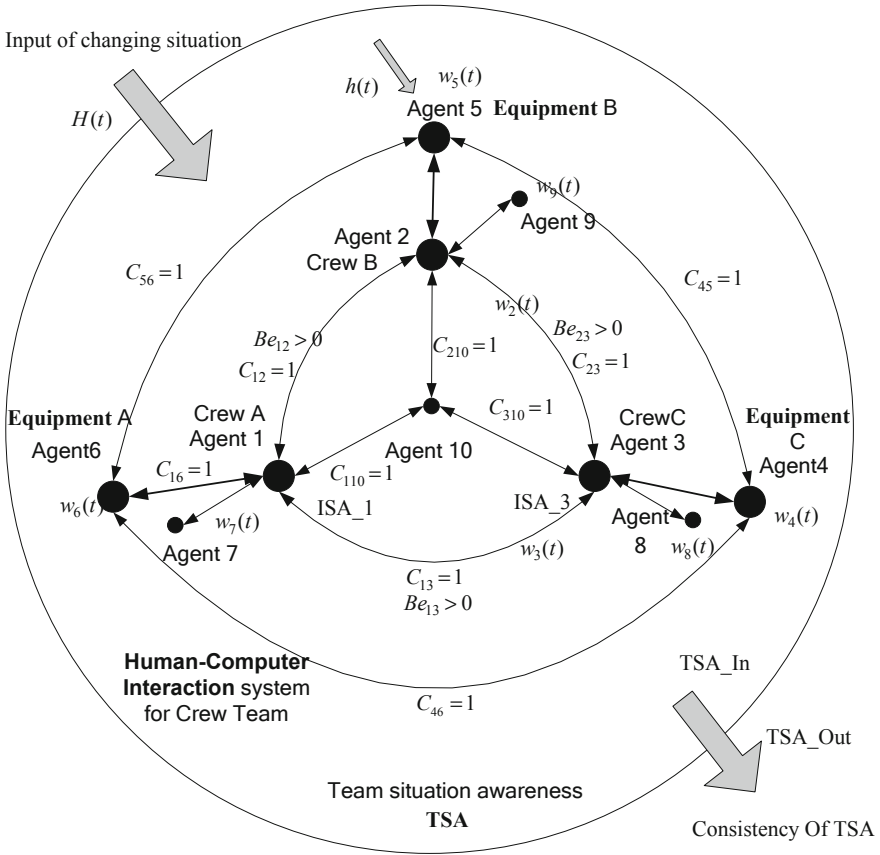 Input of changing situation
H(t)
h(t)
w₅(t)
Agent 5 Equipment B
w₉(t)
Agent 9
Agent 2
Crew B
C₅₆ = 1
C₄₅ = 1
w₂(t)
Be₁₂ > 0
C₁₂ = 1
C₂₁₀ = 1
Be₂₃ > 0
C₂₃ = 1
Equipment A
Agent6
Crew A
Agent 1
C₃₁₀ = 1
CrewC
Agent 3
Equipment
C
Agent4
C₁₆ = 1
C₁₁₀ = 1
Agent 10
w₆(t)
w₇(t)
Agent 7
ISA_1
ISA_3
Agent
8
w₈(t)
w₄(t)
w₃(t)
C₁₃ = 1
Be₁₃ > 0
Human-Computer
Interaction system
for Crew Team
C₄₆ = 1
TSA_In
TSA_Out
Team situation awareness
TSA
Consistency Of TSA